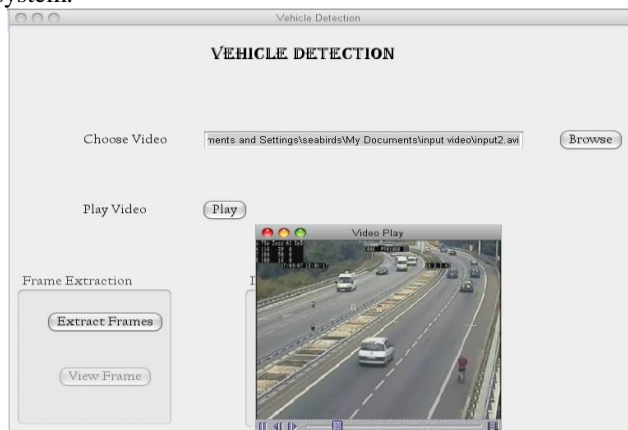 ystem.
Vehicle Detection
VEHICLE DETECTION
Choose Video
ments and Settings\seabirds\My Documents\input video\input2.avi
Browse
Play Video
Play
Video Play
Frame Extraction
Extract Frames
View Frame